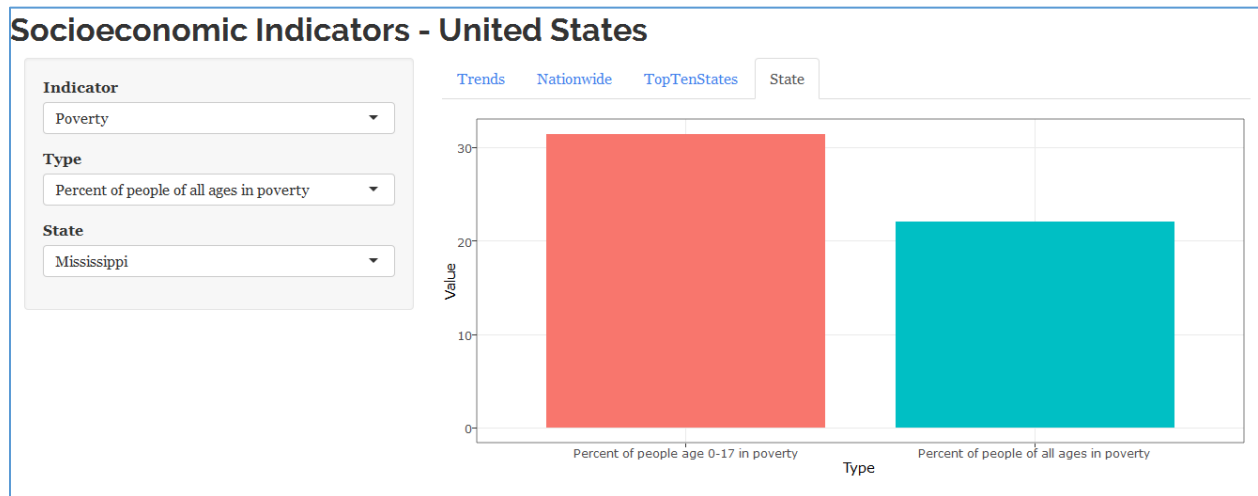 Socioeconomic Indicators - United States
Indicator
Poverty
Type
Percent of people of all ages in poverty
State
Mississippi
Trends Nationwide TopTenStates State
30
20
10
0
Value
Percent of people age 0-17 in poverty Percent of people of all ages in poverty
Type